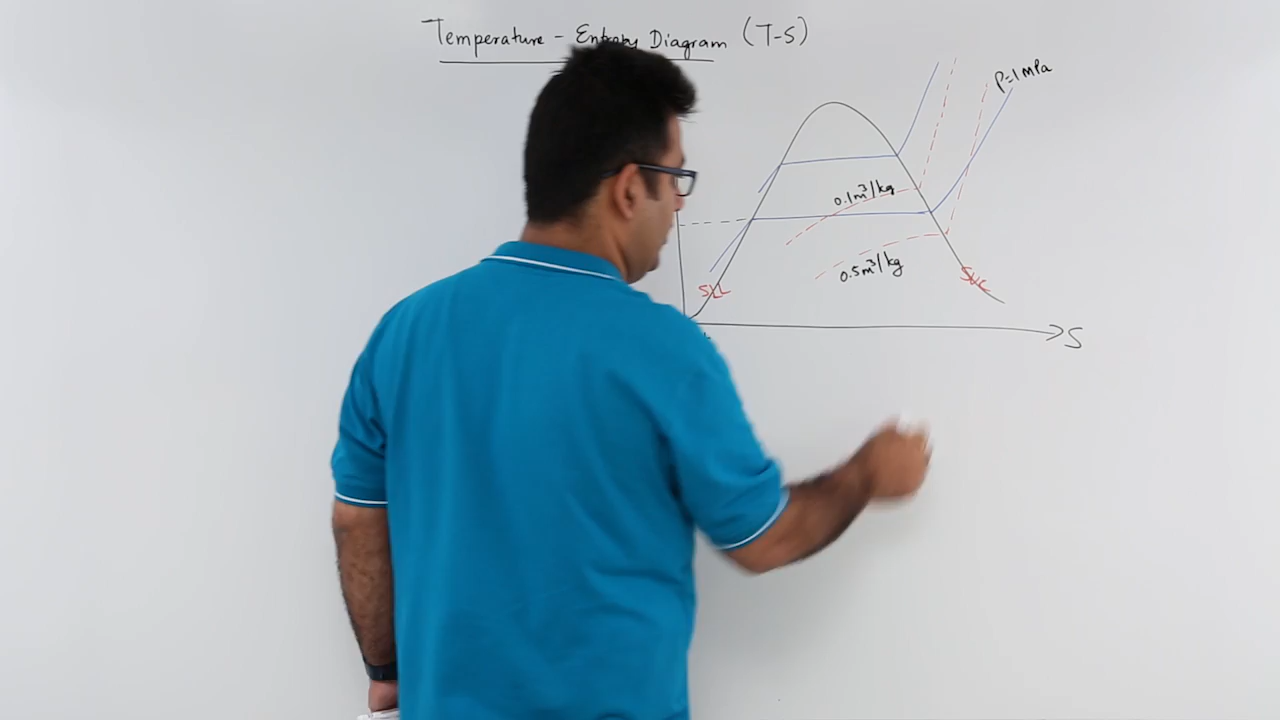 Temperature - Entropy Diagram (T-S)
P=1MPa
0.1m³/kg
0.5m³/kg
SLL
SVL
S